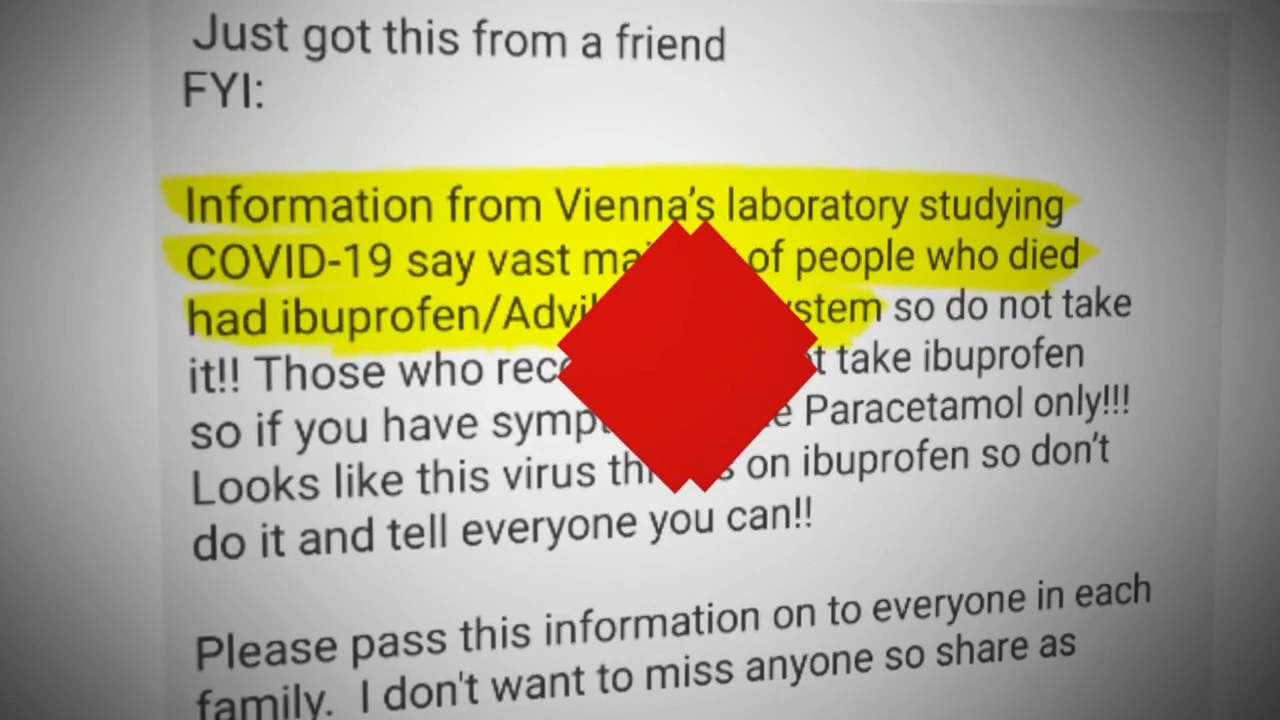 Just got this from a friend
FYI:
Information from Vienna's laboratory studying
COVID-19 say vast of people who died
had ibuprofen/Advil so do not take
it!! Those who take ibuprofen
so if you have Paracetamol only!!!
Looks like this virus on ibuprofen so don't
do it and tell everyone you can!!
Please pass this information on to everyone in each
family. I don't want to miss anyone so share as